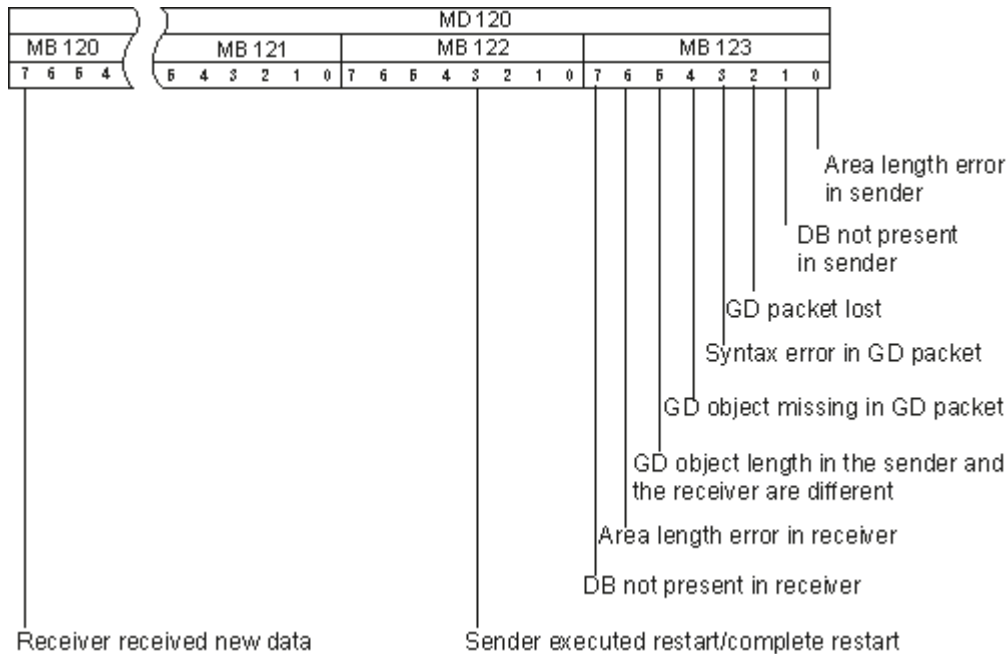 MD 120
MB 120 MB 121 MB 122 MB 123
7 6 5 4 5 4 3 2 1 0 7 6 5 4 3 2 1 0 7 6 5 4 3 2 1 0
Area length error
in sender
DB not present
in sender
GD packet lost
Syntax error in GD packet
GD object missing in GD packet
GD object length in the sender and
the receiver are different
Area length error in receiver
DB not present in receiver
Receiver received new data
Sender executed restart/complete restart